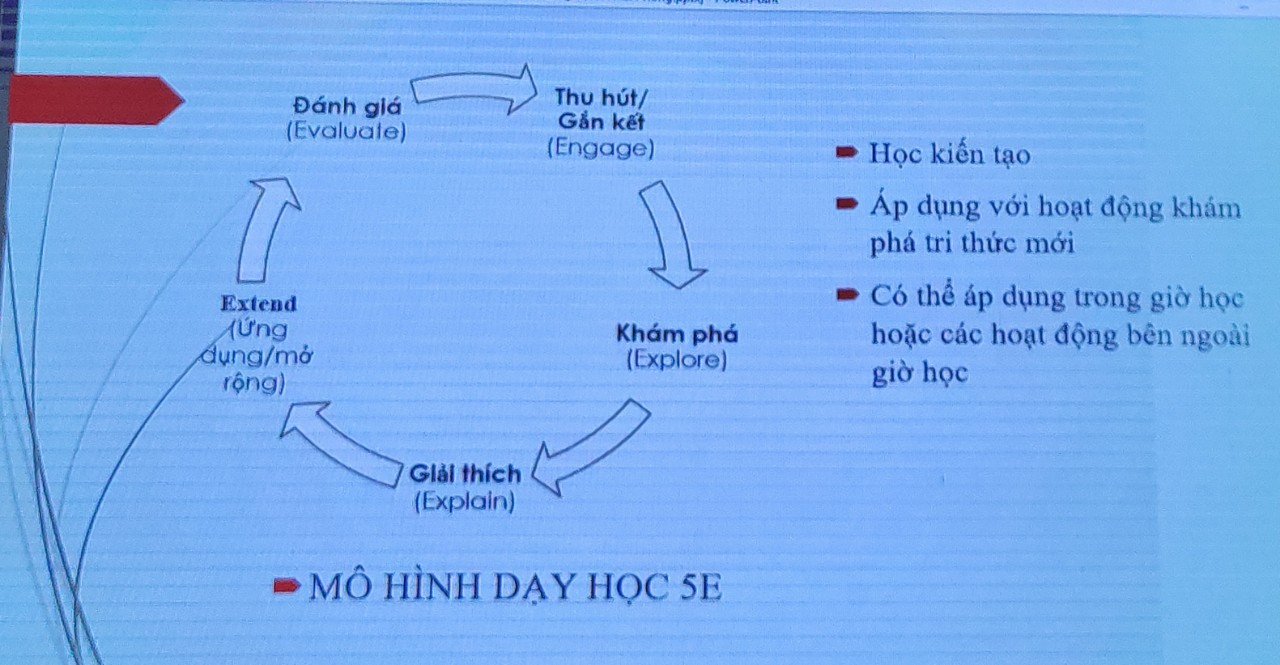 Đánh giá
(Evaluate)
Thu hút/
Gắn kết
(Engage)
Khám phá
(Explore)
Giải thích
(Explain)
Extend
(Ứng
dụng/mở
rộng)
Học kiến tạo
Áp dụng với hoạt động khám
phá tri thức mới
Có thể áp dụng trong giờ học
hoặc các hoạt động bên ngoài
giờ học
MÔ HÌNH DẠY HỌC 5E